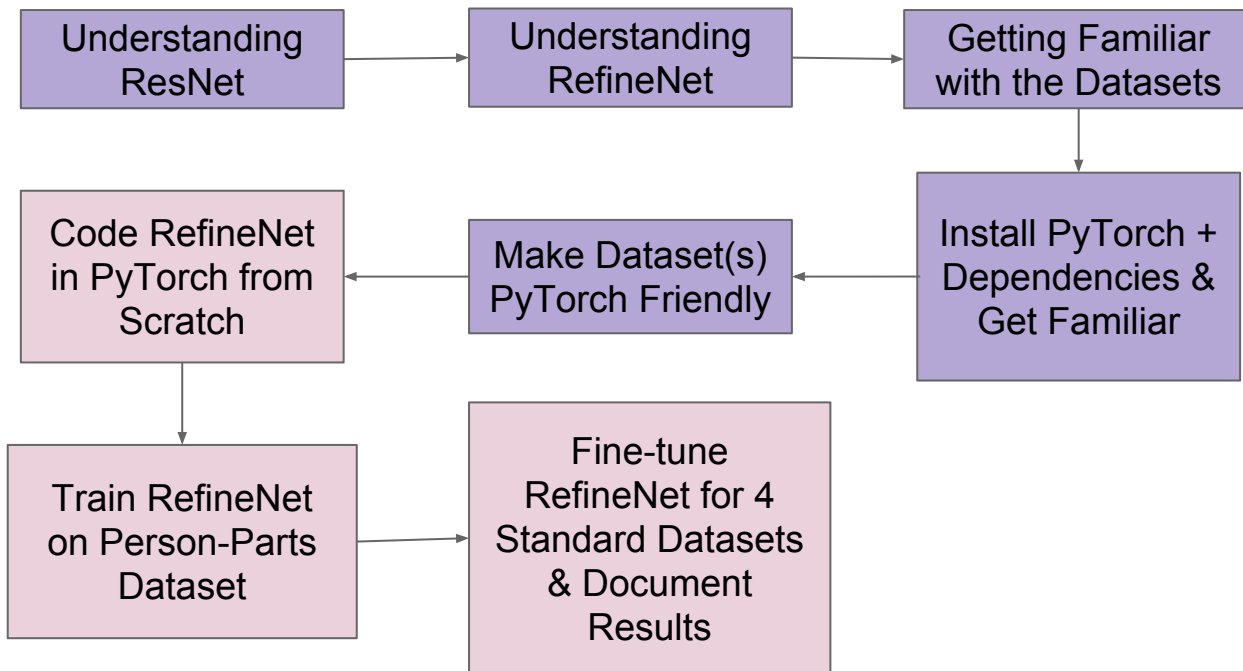 Understanding
ResNet
Understanding
RefineNet
Getting Familiar
with the Datasets
Install PyTorch +
Dependencies &
Get Familiar
Make Dataset(s)
PyTorch Friendly
Code RefineNet
in PyTorch from
Scratch
Train RefineNet
on Person-Parts
Dataset
Fine-tune
RefineNet for 4
Standard Datasets
& Document
Results